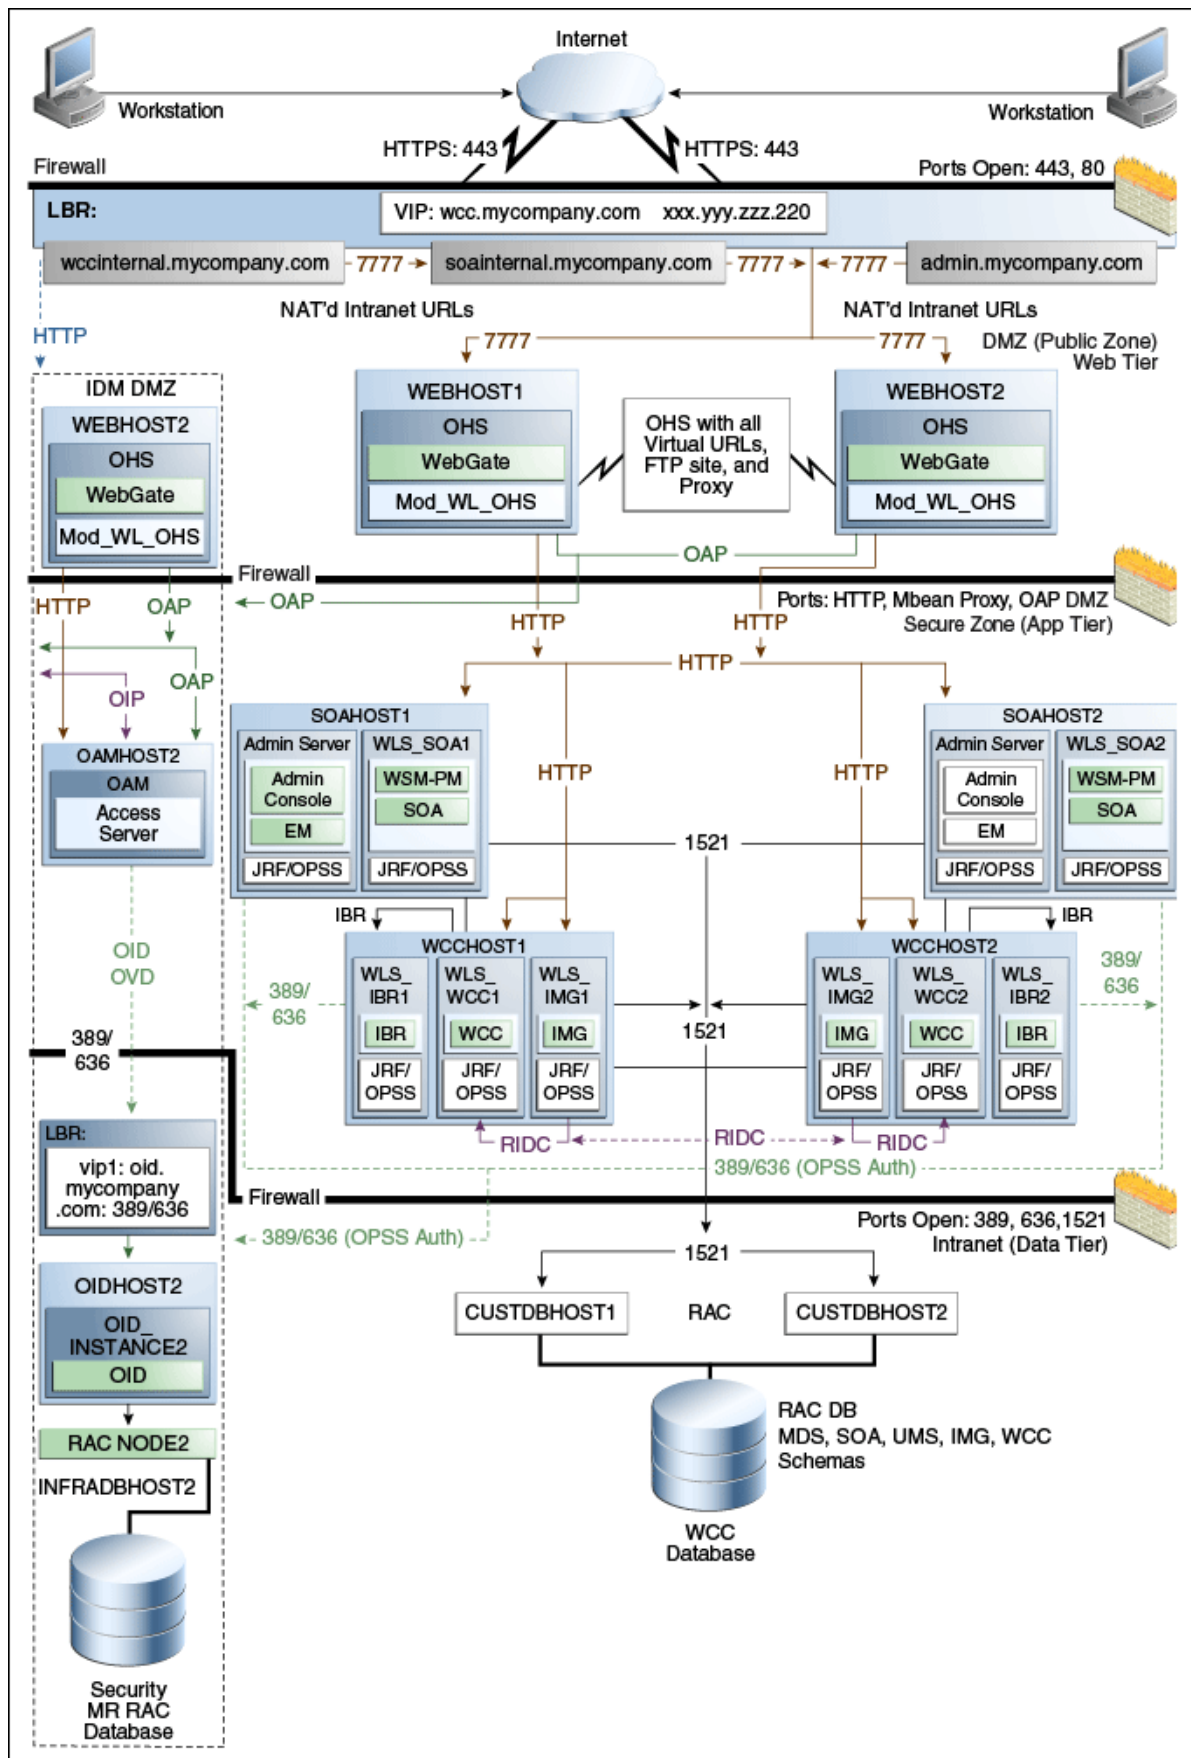 Internet
Workstation
Workstation
HTTPS: 443
HTTPS: 443
Firewall
Ports Open: 443, 80
LBR:
VIP: wcc.mycompany.com xxx.yyy.zzz.220
wccinternal.mycompany.com
7777
soainternal.mycompany.com
7777
7777
admin.mycompany.com
NAT'd Intranet URLs
NAT'd Intranet URLs
HTTP
7777
7777
DMZ (Public Zone)
Web Tier
IDM DMZ
WEBHOST2
OHS
WebGate
Mod_WL_OHS
WEBHOST1
OHS
WebGate
Mod_WL_OHS
OHS with all
Virtual URLs,
FTP site, and
Proxy
WEBHOST2
OHS
WebGate
Mod_WL_OHS
OAP
Firewall
HTTP
OAP
OAP
Ports: HTTP, Mbean Proxy, OAP DMZ
Secure Zone (App Tier)
HTTP
HTTP
HTTP
OAP
OIP
OAMHOST2
OAM
Access
Server
SOAHOST1
Admin Server
Admin
Console
EM
JRF/OPSS
WLS_SOA1
WSM-PM
SOA
JRF/OPSS
HTTP
HTTP
SOAHOST2
Admin Server
Admin
Console
EM
JRF/OPSS
WLS_SOA2
WSM-PM
SOA
JRF/OPSS
1521
IBR
IBR
OID
OVD
389/
636
WCCHOST1
WLS_
IBR1
IBR
JRF/
OPSS
WLS_
WCC1
WCC
JRF/
OPSS
WLS_
IMG1
IMG
JRF/
OPSS
1521
WCCHOST2
WLS_
IMG2
IMG
JRF/
OPSS
WLS_
WCC2
WCC
JRF/
OPSS
WLS_
IBR2
IBR
JRF/
OPSS
389/
636
389/
636
RIDC
RIDC
RIDC
389/636 (OPSS Auth)
LBR:
vip1: oid.
mycompany
.com: 389/636
Firewall
389/636 (OPSS Auth)
Ports Open: 389, 636,1521
Intranet (Data Tier)
1521
OIDHOST2
OID_
INSTANCE2
OID
CUSTDBHOST1
RAC
CUSTDBHOST2
RAC NODE2
INFRADBHOST2
RAC DB
MDS, SOA, UMS, IMG, WCC
Schemas
WCC
Database
Security
MR RAC
Database